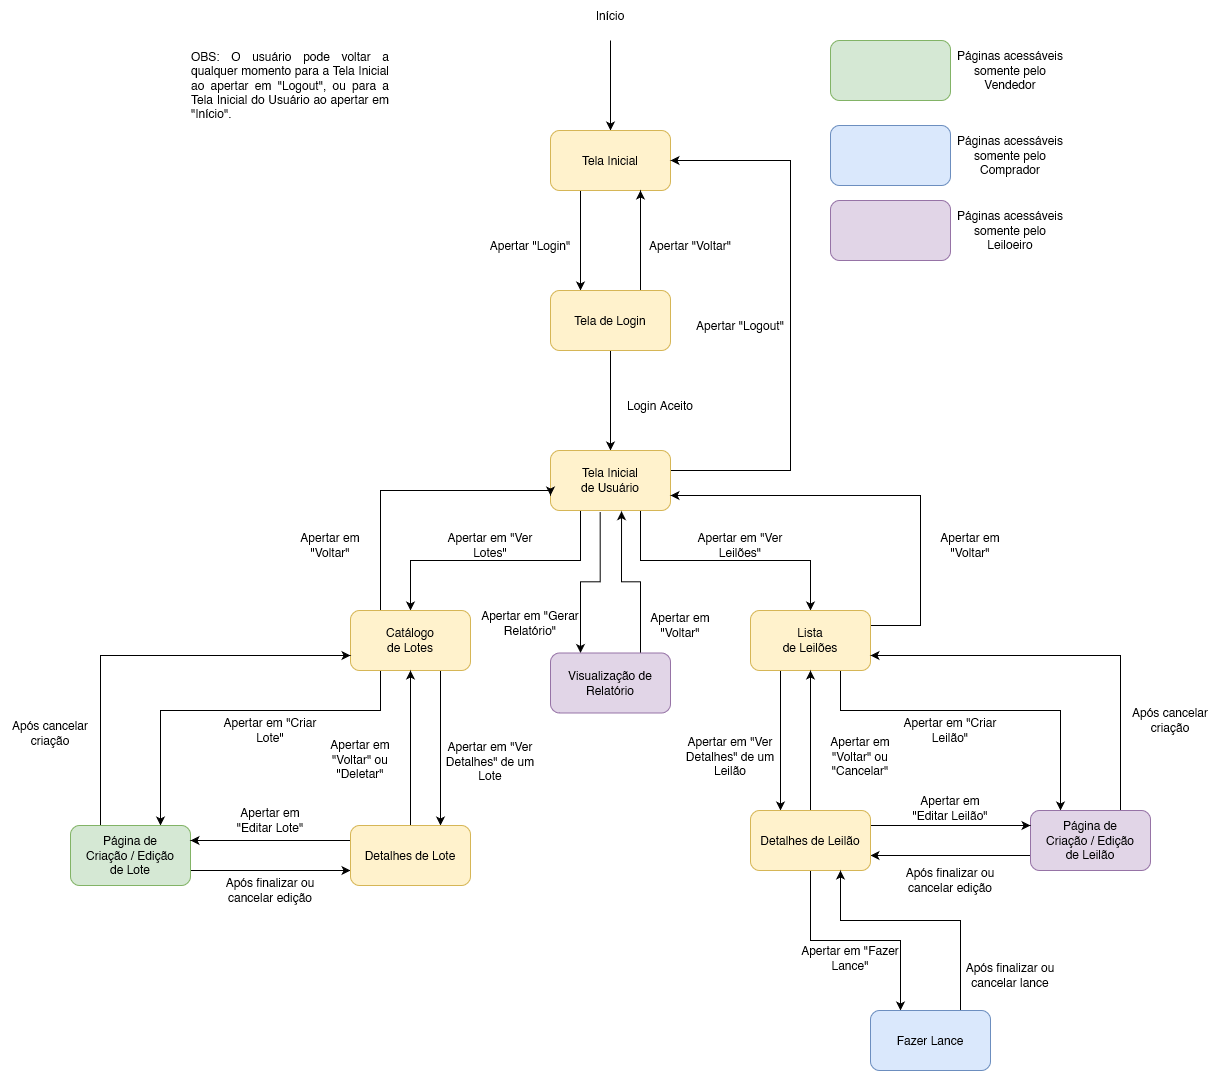 Início
OBS: O usuário pode voltar a
qualquer momento para a Tela Inicial
ao apertar em "Logout", ou para a
Tela Inicial do Usuário ao apertar em
"Início".
Páginas acessáveis
somente pelo
Vendedor
Páginas acessáveis
somente pelo
Comprador
Páginas acessáveis
somente pelo
Leiloeiro
Tela Inicial
Apertar "Login"
Apertar "Voltar"
Tela de Login
Apertar "Logout"
Login Aceito
Tela Inicial
de Usuário
Apertar em
"Voltar"
Apertar em "Ver
Lotes"
Apertar em "Ver
Leilões"
Apertar em
"Voltar"
Apertar em "Gerar
Relatório"
Apertar em
"Voltar"
Catálogo
de Lotes
Visualização de
Relatório
Lista
de Leilões
Após cancelar
criação
Apertar em "Criar
Lote"
Apertar em
"Voltar" ou
"Deletar"
Apertar em "Ver
Detalhes" de um
Lote
Apertar em "Ver
Detalhes" de um
Leilão
Apertar em
"Voltar" ou
"Cancelar"
Apertar em "Criar
Leilão"
Após cancelar
criação
Página de
Criação / Edição
de Lote
Apertar em
"Editar Lote"
Após finalizar ou
cancelar edição
Detalhes de Lote
Detalhes de Leilão
Apertar em
"Editar Leilão"
Após finalizar ou
cancelar edição
Página de
Criação / Edição
de Leilão
Apertar em "Fazer
Lance"
Após finalizar ou
cancelar lance
Fazer Lance